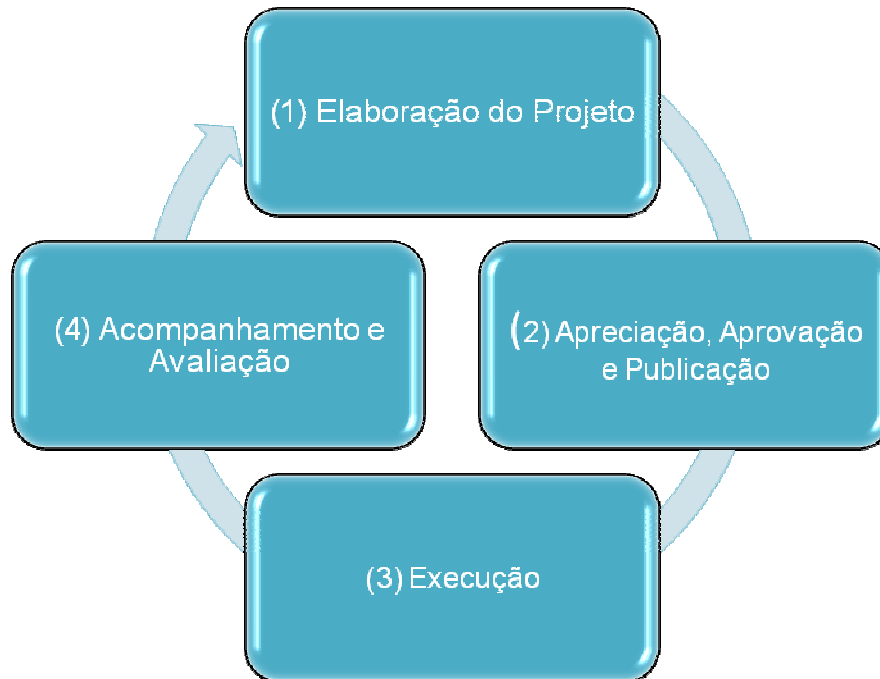 (1) Elaboração do Projeto
(2) Apreciação, Aprovação
e Publicação
(3) Execução
(4) Acompanhamento e
Avaliação